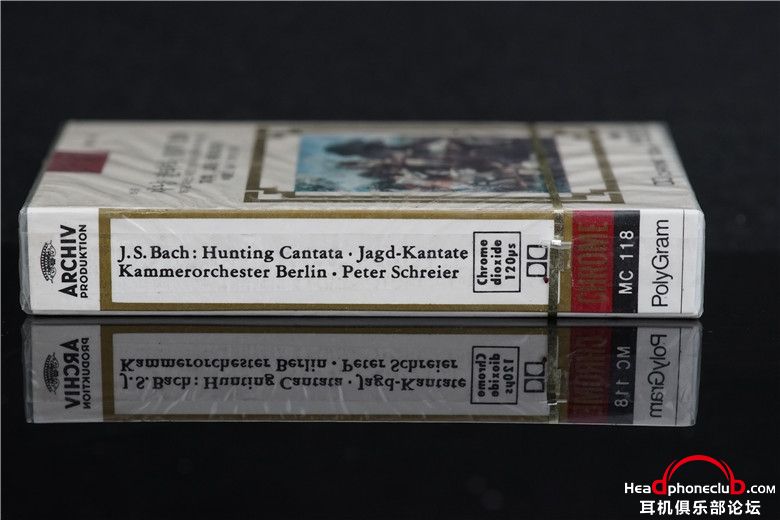 ARCHIV
PRODUKTION
J.S.Bach: Hunting Cantata · Jagd-Kantate
Kammerorchester Berlin · Peter Schreier
Chrome
dioxide
120µs
CHROME
MC 118
PolyGram
HeadphoneclubD.com
耳机俱乐部论坛